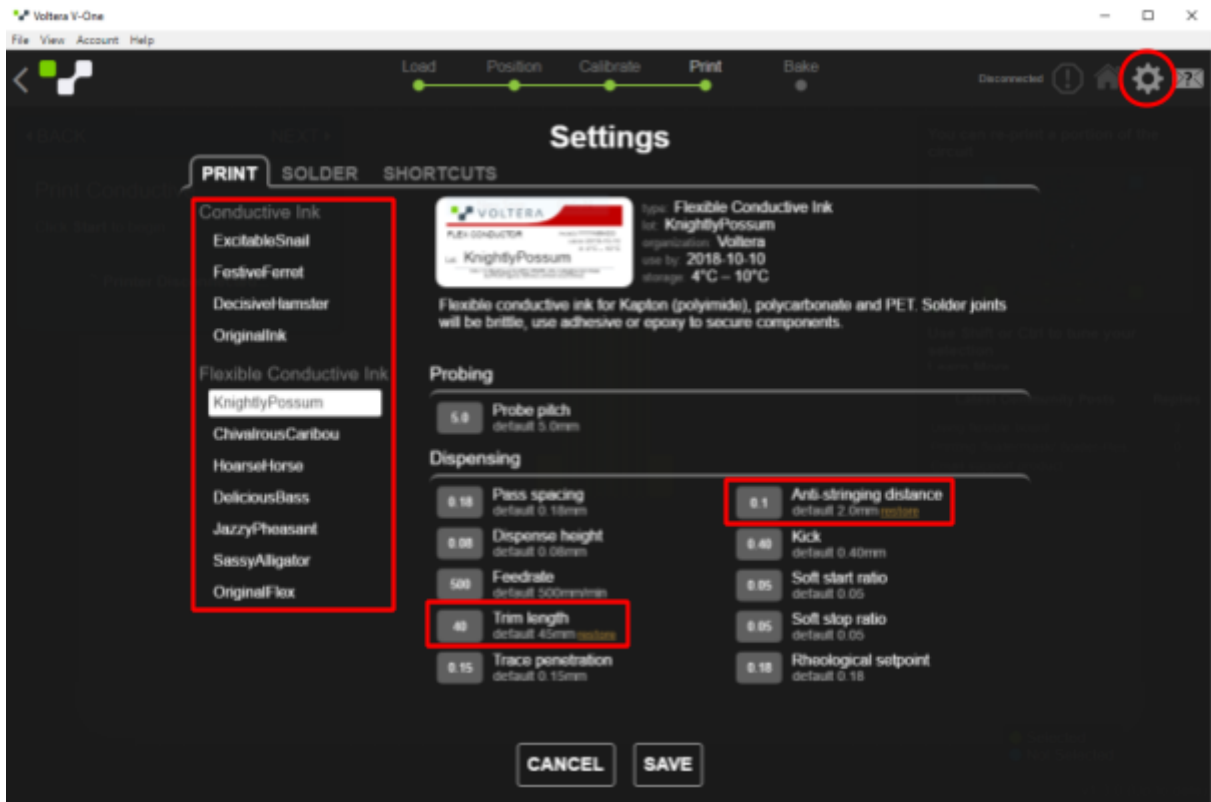 Voltera V-One
File View Account Help
Load Position Calibrate Print Bake
Disconnected
Settings
PRINT SOLDER SHORTCUTS
Conductive Ink
ExcitableSnail
FestiveFerret
DecisiveHamster
OriginalInk
Flexible Conductive Ink
KnightlyPossum
ChivalrousCaribou
HoarseHorse
DeliciousBass
JazzyPheasant
SassyAlligator
OriginalFlex
VOLTERA
FLEX CONDUCTOR
Lot: KnightlyPossum
type: Flexible Conductive Ink
lot: KnightlyPossum
organization: Voltera
use by: 2018-10-10
storage: 4°C – 10°C
Flexible conductive ink for Kapton (polyimide), polycarbonate and PET. Solder joints
will be brittle, use adhesive or epoxy to secure components.
Probing
5.0 Probe pitch
default 5.0mm
Dispensing
0.18 Pass spacing
default 0.18mm
0.08 Dispense height
default 0.08mm
500 Feedrate
default 500mm/min
40 Trim length
default 45mm restore
0.15 Trace penetration
default 0.15mm
0.1 Anti-stringing distance
default 2.0mm restore
0.40 Kick
default 0.40mm
0.05 Soft start ratio
default 0.05
0.05 Soft stop ratio
default 0.05
0.18 Rheological setpoint
default 0.18
CANCEL SAVE